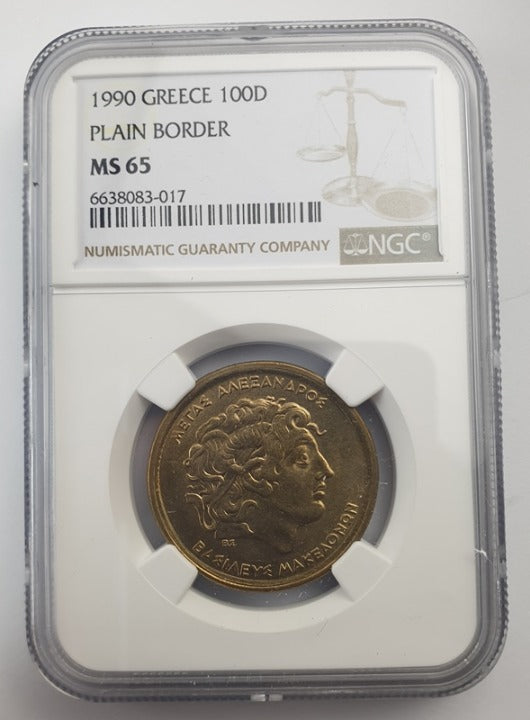 1990 GREECE 100D
PLAIN BORDER
MS 65
6638083-017
NUMISMATIC GUARANTY COMPANY
NGC®
ΜΕΓΑΣ ΑΛΕΞΑΝΔΡΟΣ
ΒΑΣΙΛΕΥΣ ΜΑΚΕΔΟΝΩΝ